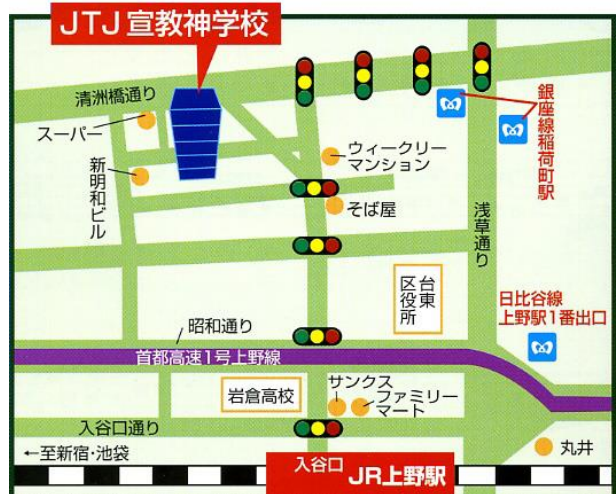 JTJ宣教神学校
清洲橋通り
スーパー
新明和ビル
ウィークリー
マンション
そば屋
銀座線稲荷町駅
浅草通り
台東
区役所
日比谷線
上野駅1番出口
昭和通り
首都高速1号上野線
岩倉高校
サンクス
ファミリー
マート
入谷口通り
←至新宿・池袋
入谷口
JR上野駅
丸井